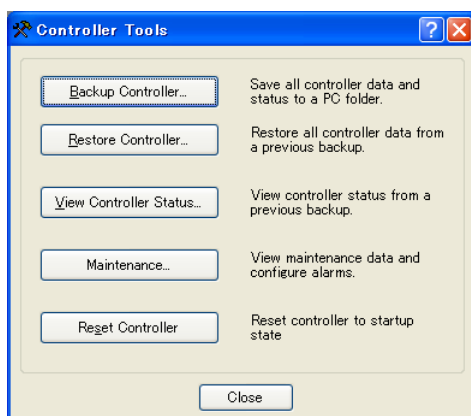 Controller Tools
Backup Controller...
Save all controller data and
status to a PC folder.
Restore Controller...
Restore all controller data from
a previous backup.
View Controller Status...
View controller status from a
previous backup.
Maintenance...
View maintenance data and
configure alarms.
Reset Controller
Reset controller to startup
state
Close